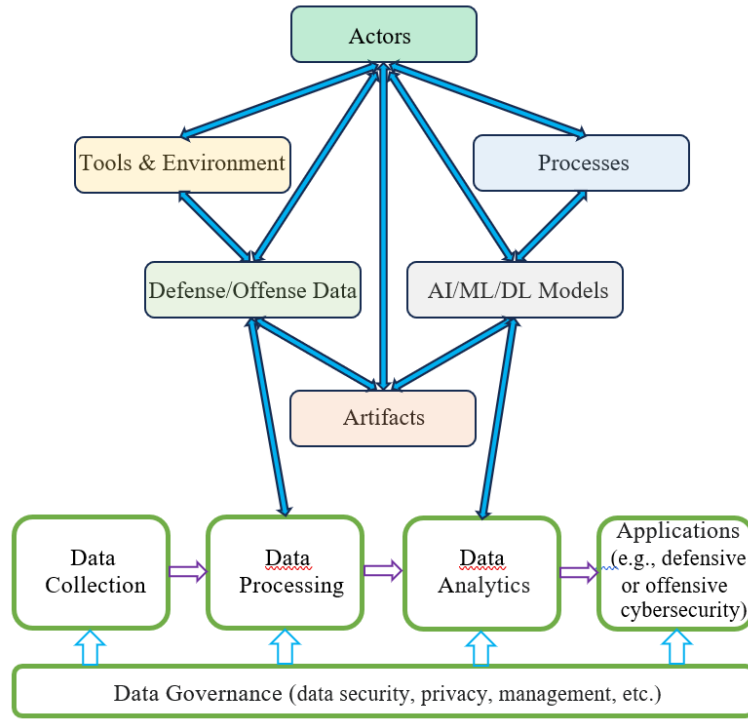 Actors
Tools & Environment
Processes
Defense/Offense Data
AI/ML/DL Models
Artifacts
Data
Collection
Data
Processing
Data
Analytics
Applications
(e.g., defensive
or offensive
cybersecurity)
Data Governance (data security, privacy, management, etc.)